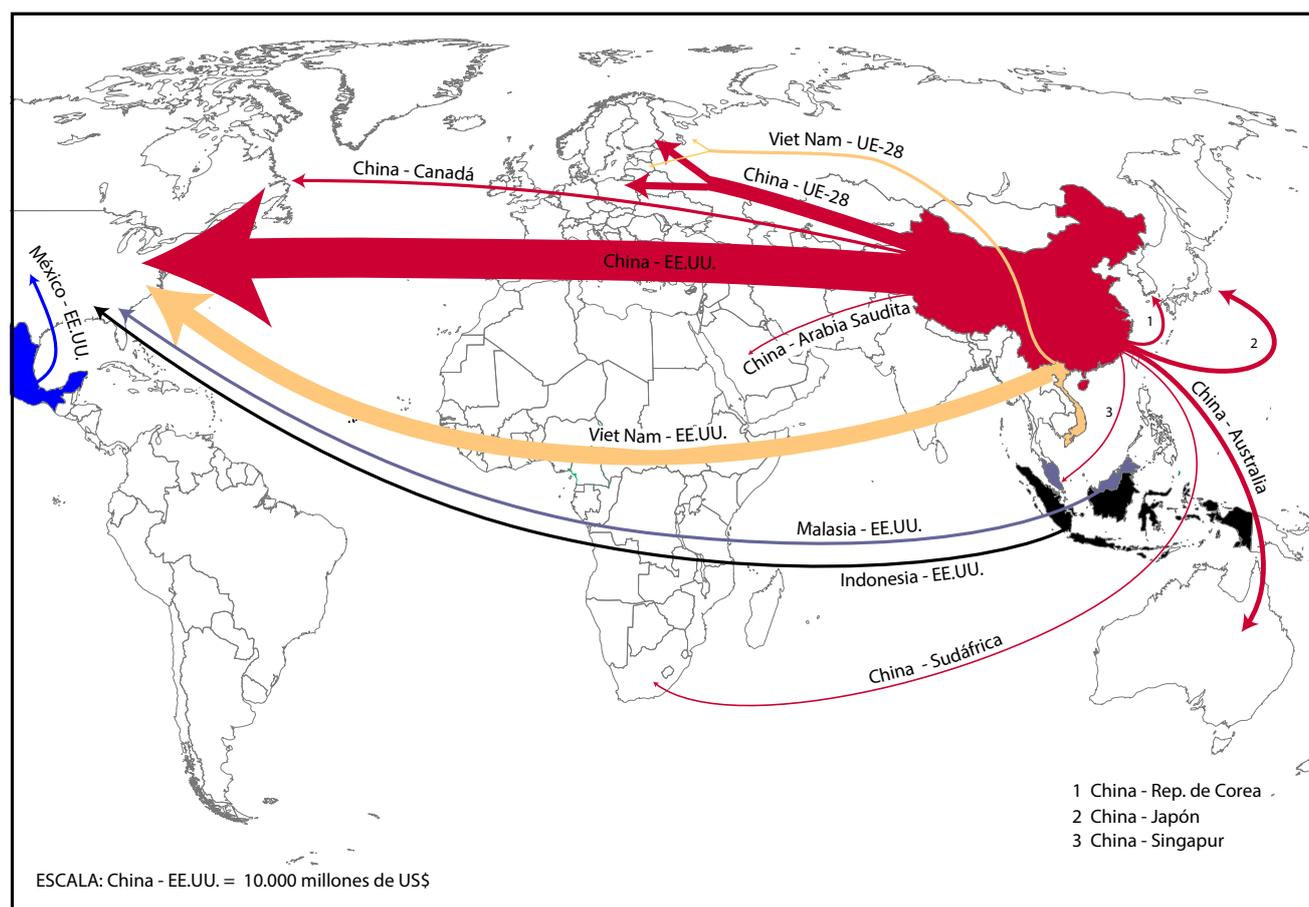 Viet Nam - UE-28
China - Canadá
China - UE-28
México - EE.UU.
China - EE.UU.
China - Arabia Saudita
1
2
China - Australia
3
Viet Nam - EE.UU.
Malasia - EE.UU.
Indonesia - EE.UU.
China - Sudáfrica
1 China - Rep. de Corea
2 China - Japón
3 China - Singapur
ESCALA: China - EE.UU. = 10.000 millones de US$